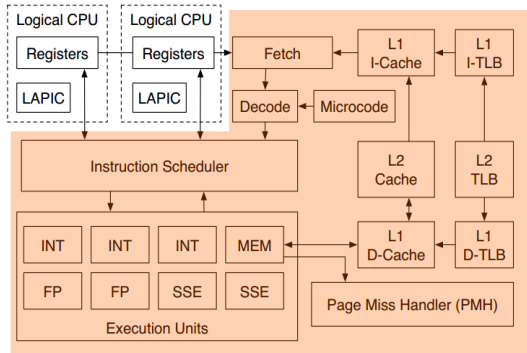 Logical CPU
Logical CPU
Registers
Registers
Fetch
L1
I-Cache
L1
I-TLB
LAPIC
LAPIC
Decode
Microcode
Instruction Scheduler
L2
Cache
L2
TLB
INT
INT
INT
MEM
L1
D-Cache
L1
D-TLB
FP
FP
SSE
SSE
Page Miss Handler (PMH)
Execution Units